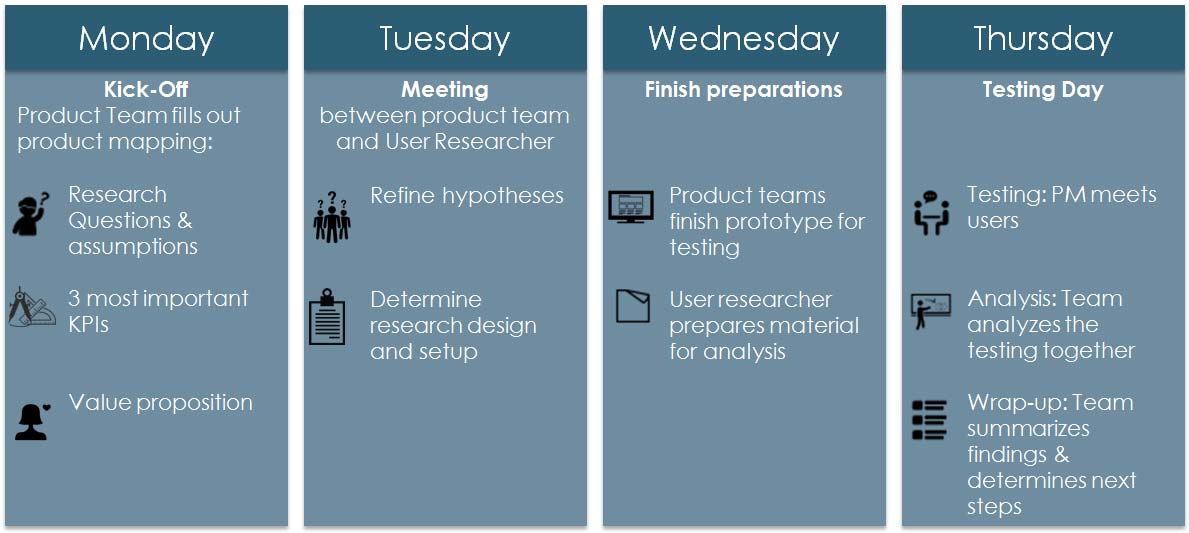 Monday
Kick-Off
Product Team fills out
product mapping:
Research
Questions &
assumptions
3 most important
KPIs
Value proposition
Tuesday
Meeting
between product team
and User Researcher
Refine hypotheses
Determine
research design
and setup
Wednesday
Finish preparations
Product teams
finish prototype for
testing
User researcher
prepares material
for analysis
Thursday
Testing Day
Testing: PM meets
users
Analysis: Team
analyzes the
testing together
Wrap-up: Team
summarizes
findings &
determines next
steps